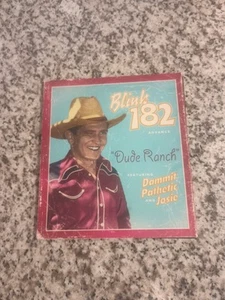 Blink
182
"Dude Ranch"
FEATURING
Dammit
Pathetic
AND Josie